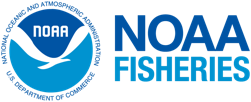 NATIONAL OCEANIC AND ATMOSPHERIC ADMINISTRATION
NOAA
U.S. DEPARTMENT OF COMMERCE
NOAA
FISHERIES